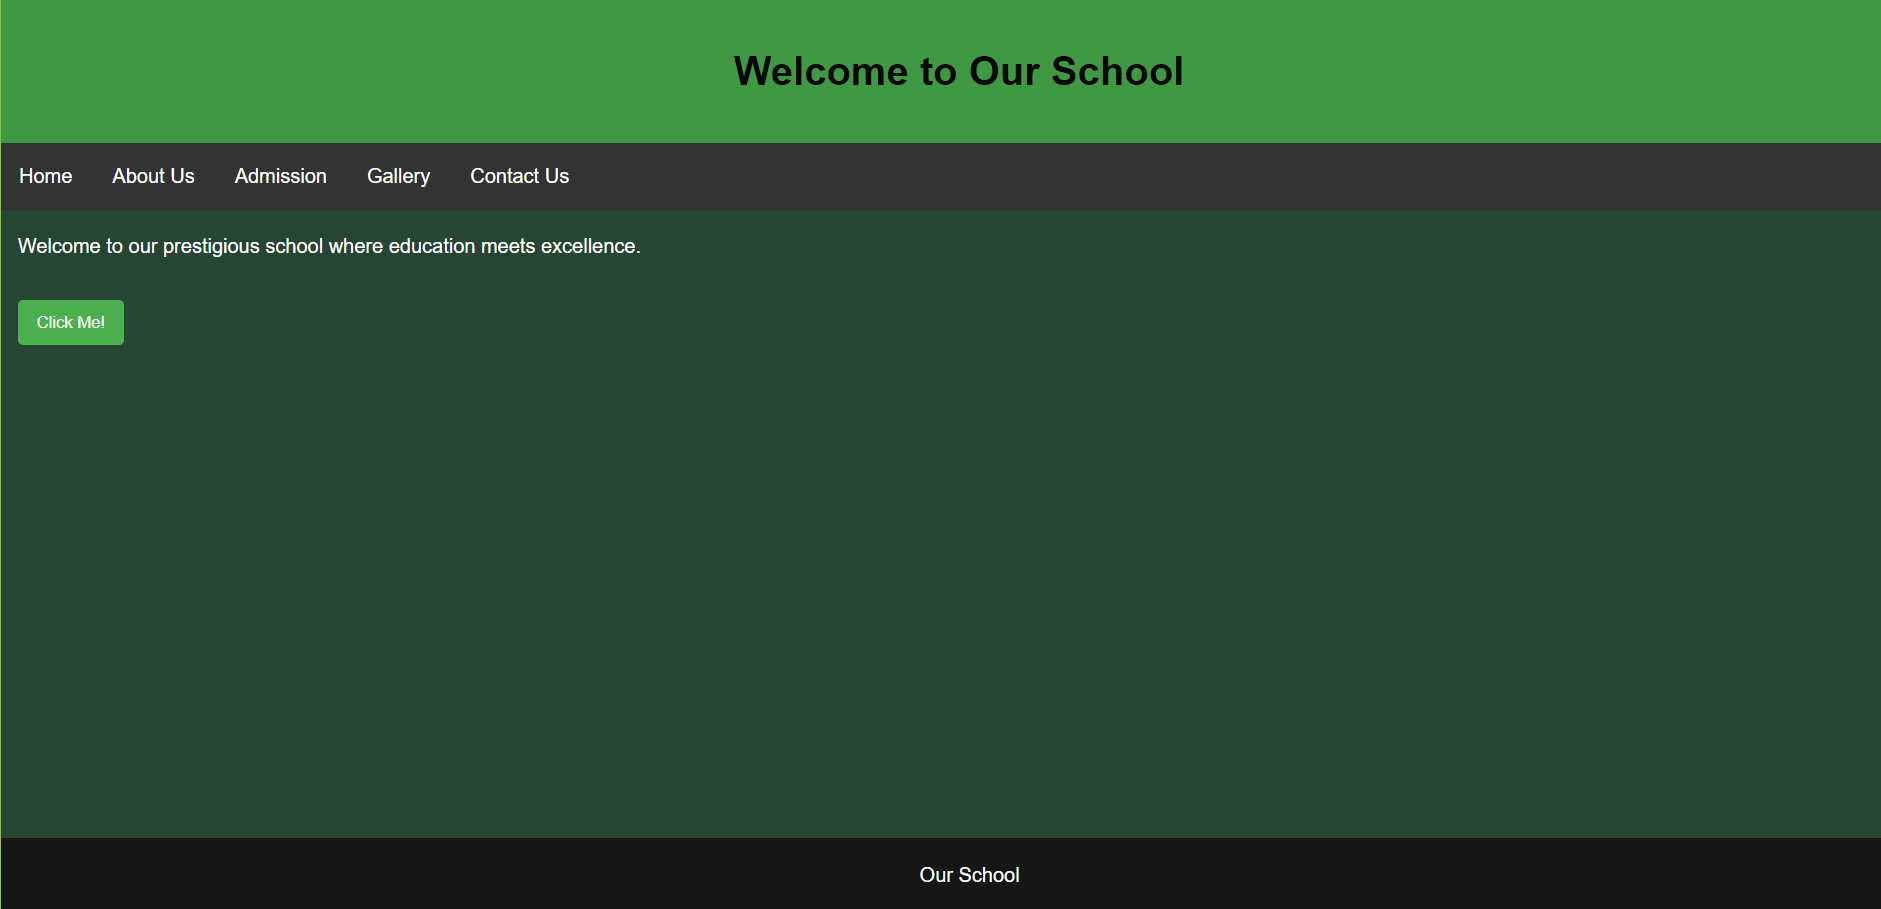 Welcome to Our School
Home About Us Admission Gallery Contact Us
Welcome to our prestigious school where education meets excellence.
Click Me!
Our School